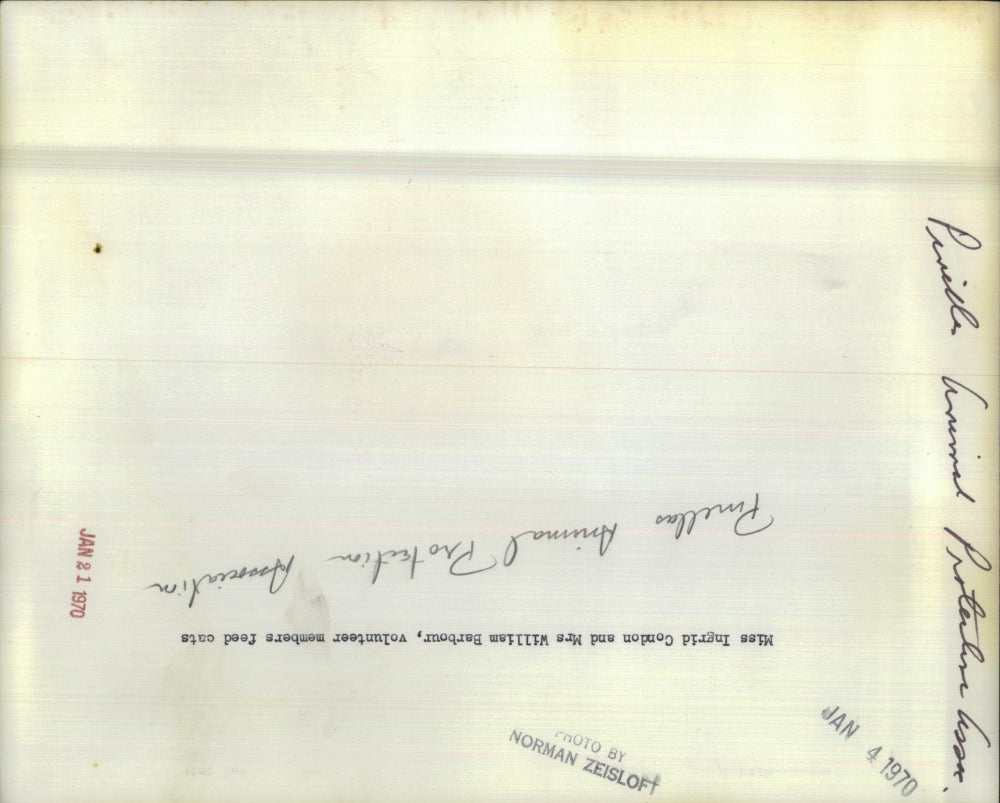 Pinellas Animal Protection Assn.
Pinellas Animal Protection Association
Miss Ingrid Condon and Mrs William Barbour, volunteer members feed cats
JAN 21 1970
PHOTO BY
NORMAN ZEISLOFT
JAN 4 1970